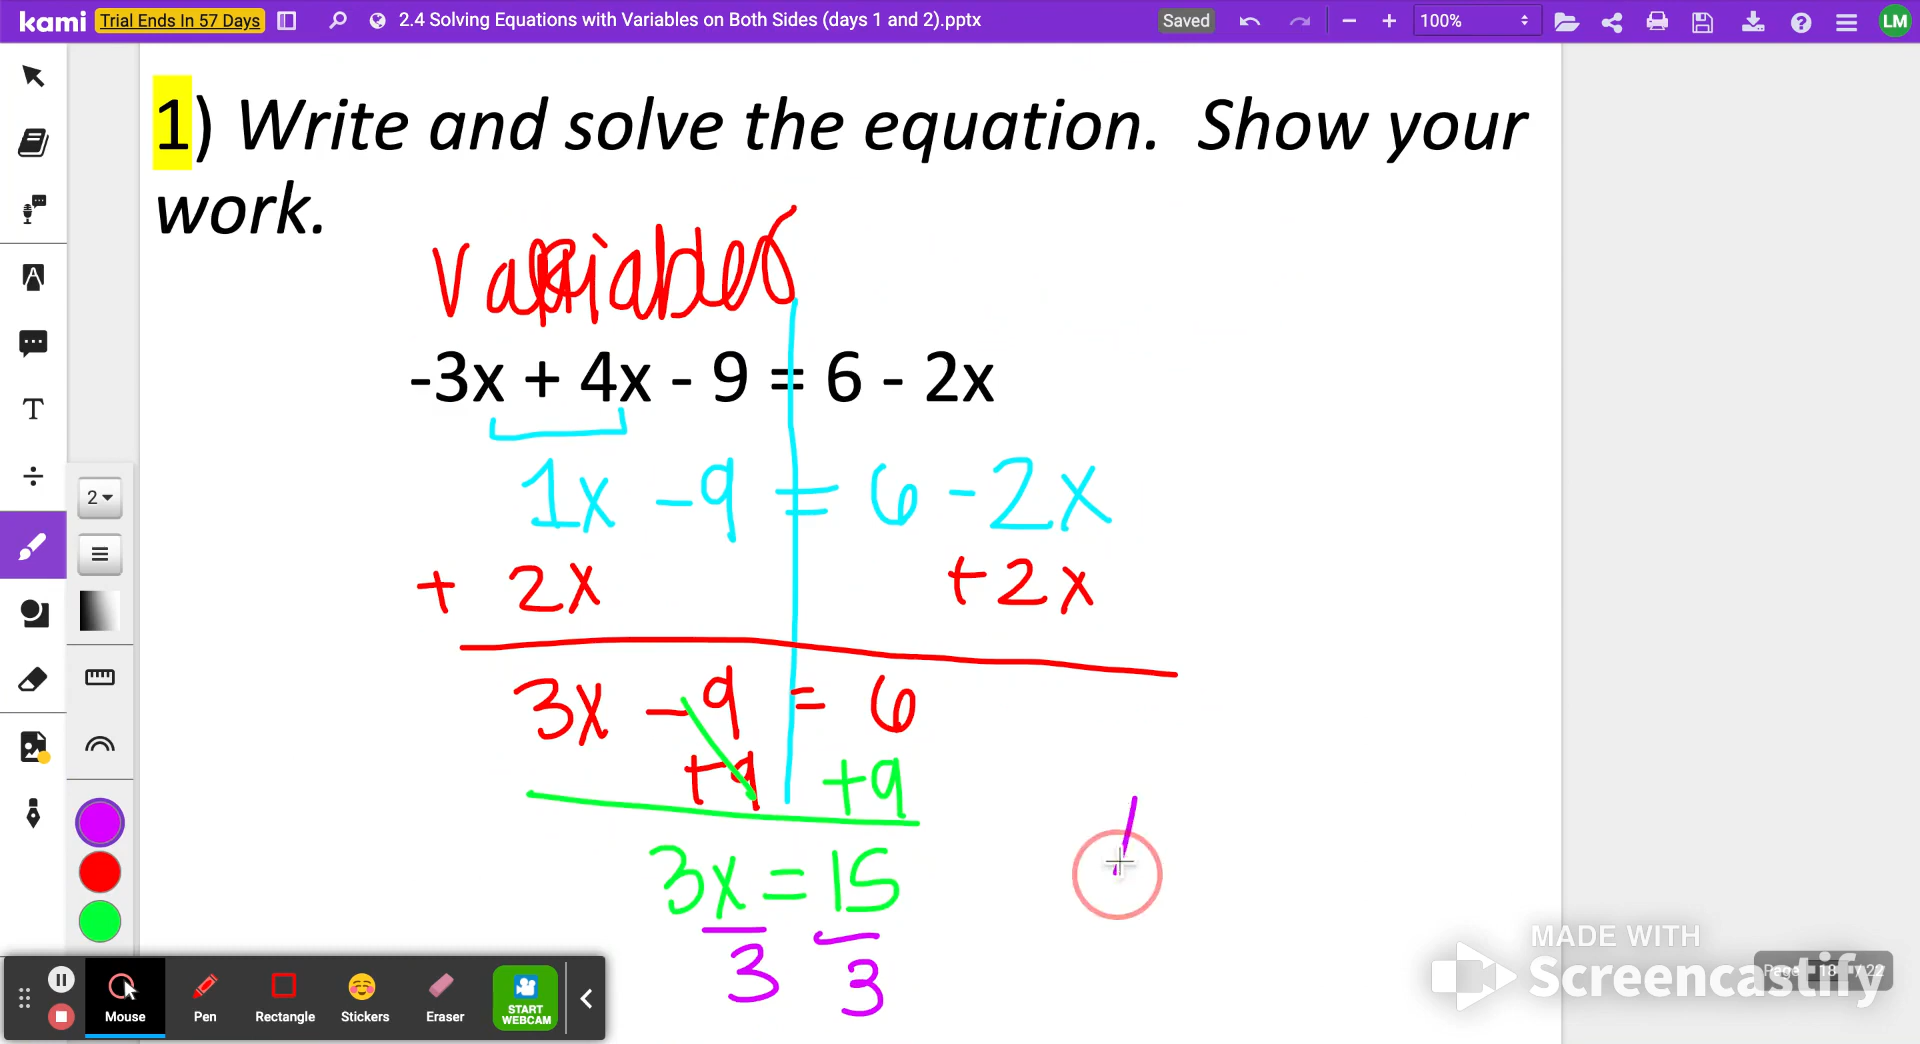 kami Trial Ends In 57 Days 2.4 Solving Equations with Variables on Both Sides (days 1 and 2).pptx Saved 100% LM
1) Write and solve the equation. Show your
work.
Variables
-3x + 4x - 9 = 6 - 2x
1x - 9 = 6 - 2x
+ 2x +2x
3x - 9 = 6
+9 +9
3x = 15
3 3
2
T
Mouse Pen Rectangle Stickers Eraser START WEBCAM
MADE WITH
Screencastify
Page 18 / 22